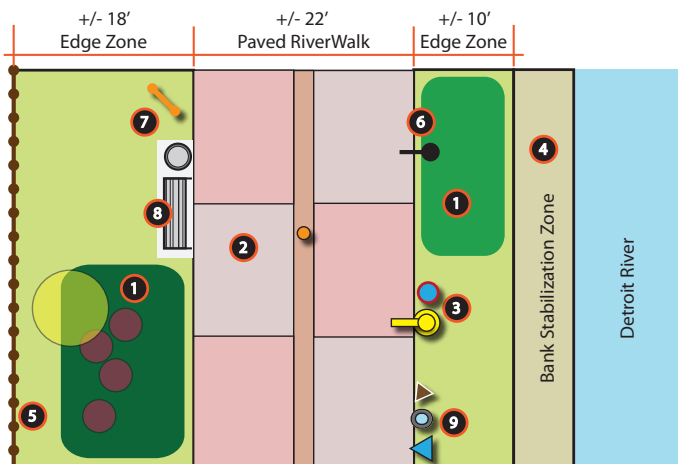 +/- 18’
Edge Zone
+/- 22’
Paved RiverWalk
+/- 10’
Edge Zone
7
6
4
1
8
2
1
3
5
9
Bank Stabilization Zone
Detroit River